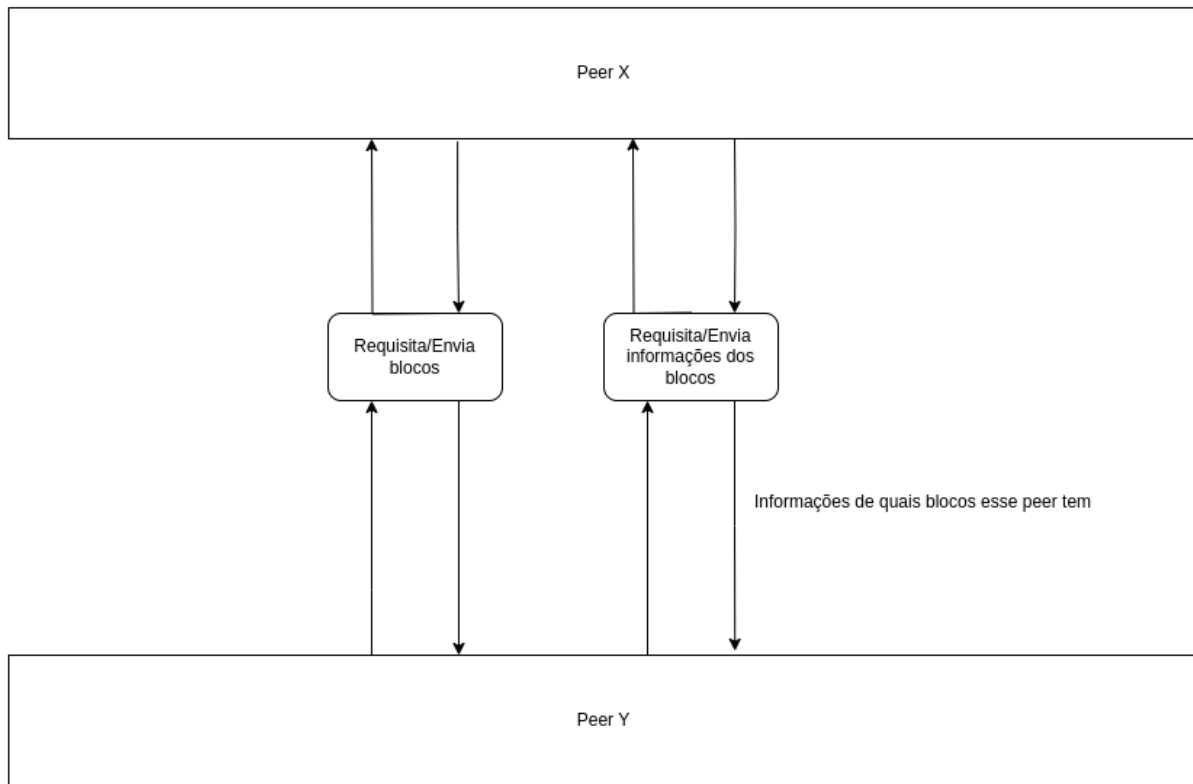 Peer X
Requisita/Envia
blocos
Requisita/Envia
informações dos
blocos
Informações de quais blocos esse peer tem
Peer Y